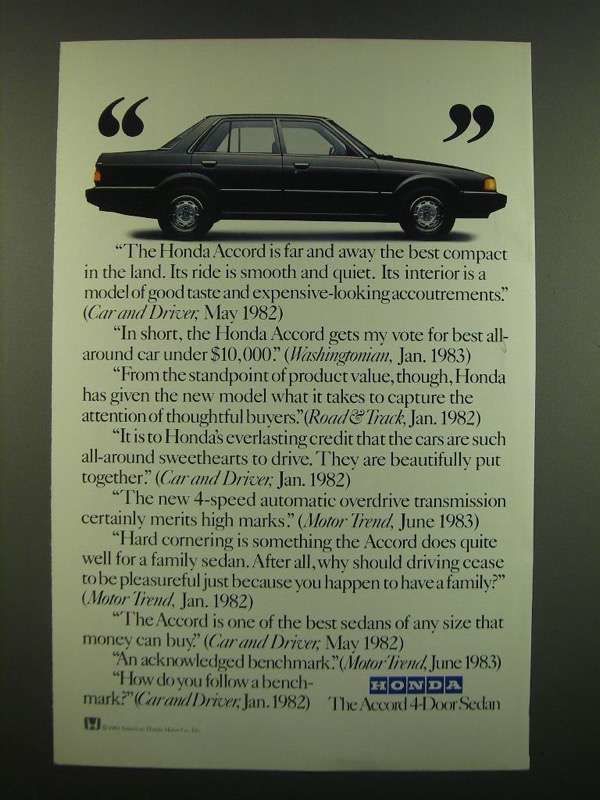 “ ”
“The Honda Accord is far and away the best compact
in the land. Its ride is smooth and quiet. Its interior is a
model of good taste and expensive-looking accoutrements.”
(Car and Driver, May 1982)
“In short, the Honda Accord gets my vote for best all-
around car under $10,000.” (Washingtonian, Jan. 1983)
“From the standpoint of product value, though, Honda
has given the new model what it takes to capture the
attention of thoughtful buyers.” (Road & Track, Jan. 1982)
“It is to Honda’s everlasting credit that the cars are such
all-around sweethearts to drive. They are beautifully put
together.” (Car and Driver, Jan. 1982)
“The new 4-speed automatic overdrive transmission
certainly merits high marks.” (Motor Trend, June 1983)
“Hard cornering is something the Accord does quite
well for a family sedan. After all, why should driving cease
to be pleasureful just because you happen to have a family?”
(Motor Trend, Jan. 1982)
“The Accord is one of the best sedans of any size that
money can buy.” (Car and Driver, May 1982)
“An acknowledged benchmark.” (Motor Trend, June 1983)
“How do you follow a bench-
mark?” (Car and Driver, Jan. 1982)
HONDA
The Accord 4-Door Sedan
American Honda Motor Co., Inc.